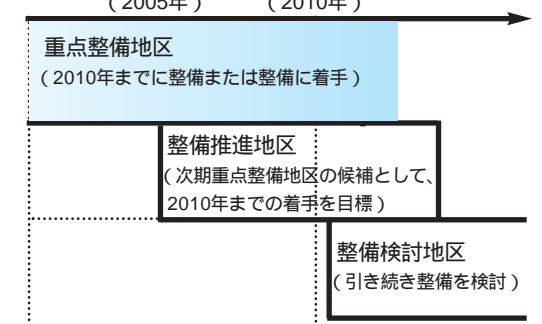 （2005年）　（2010年）
重点整備地区
（2010年までに整備または整備に着手）
整備推進地区
（次期重点整備地区の候補として、
2010年までの着手を目標）
整備検討地区
（引き続き整備を検討）